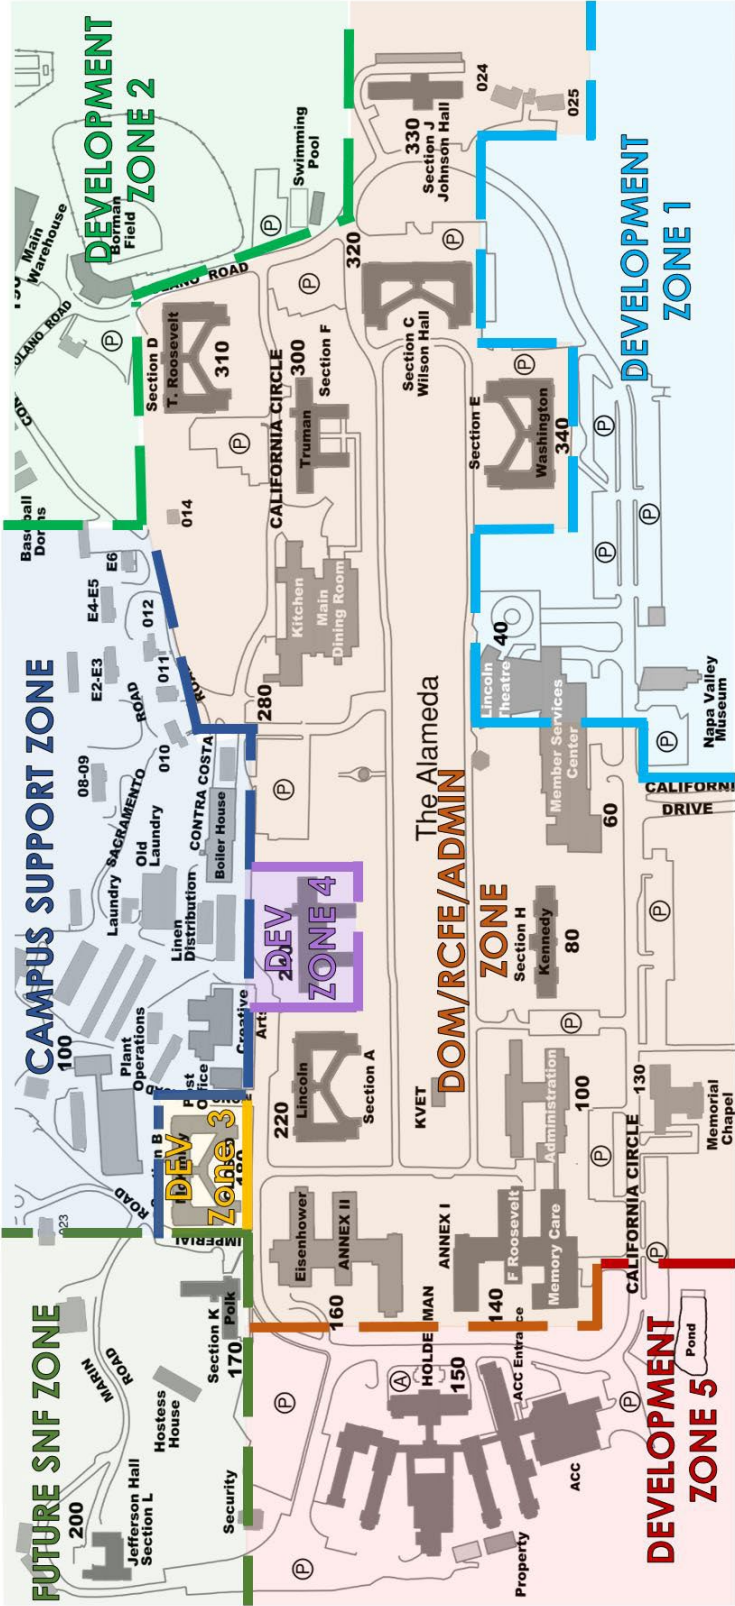 FUTURE SNF ZONE
CAMPUS SUPPORT ZONE
DEVELOPMENT
ZONE 2
200
Jefferson Hall
Section L
MARIN
ROAD
Hostess
House
Section K
Polk
170
Security
023
ROAD
IMPERIAL
100
Plant
Operations
Post
Office
Creative
Arts
Laundry
Old
Laundry
Linen
Distribution
SACRAMENTO
ROAD
CONTRA COSTA
Boiler House
08-09
010
011
012
E2-E3
E4-E5
E6
Baseball
Dorms
Main
Warehouse
Borman
Field
Swimming
Pool
P
P
DEV
Zone 3
180
DEV
ZONE 4
220
Lincoln
Section A
280
Kitchen
Main
Dining Room
014
Section D
T. Roosevelt
310
CALIFORNIA CIRCLE
300
Section F
Truman
320
Section C
Wilson Hall
330
Section J
Johnson Hall
024
025
P
P
P
P
The Alameda
DOM/RCFE/ADMIN
ZONE
KVET
Eisenhower
ANNEX II
160
ANNEX I
140
F Roosevelt
Memory Care
Administration
100
Section H
Kennedy
80
Member Services
Center
60
Lincoln
Theatre
40
Section E
Washington
340
P
P
P
P
P
130
Memorial
Chapel
CALIFORNIA CIRCLE
P
CALIFORNI
DRIVE
Napa Valley
Museum
P
P
P
P
DEVELOPMENT
ZONE 1
HOLDERMAN
150
A
ACC Entrance
ACC
Property
P
P
P
Pond
DEVELOPMENT
ZONE 5